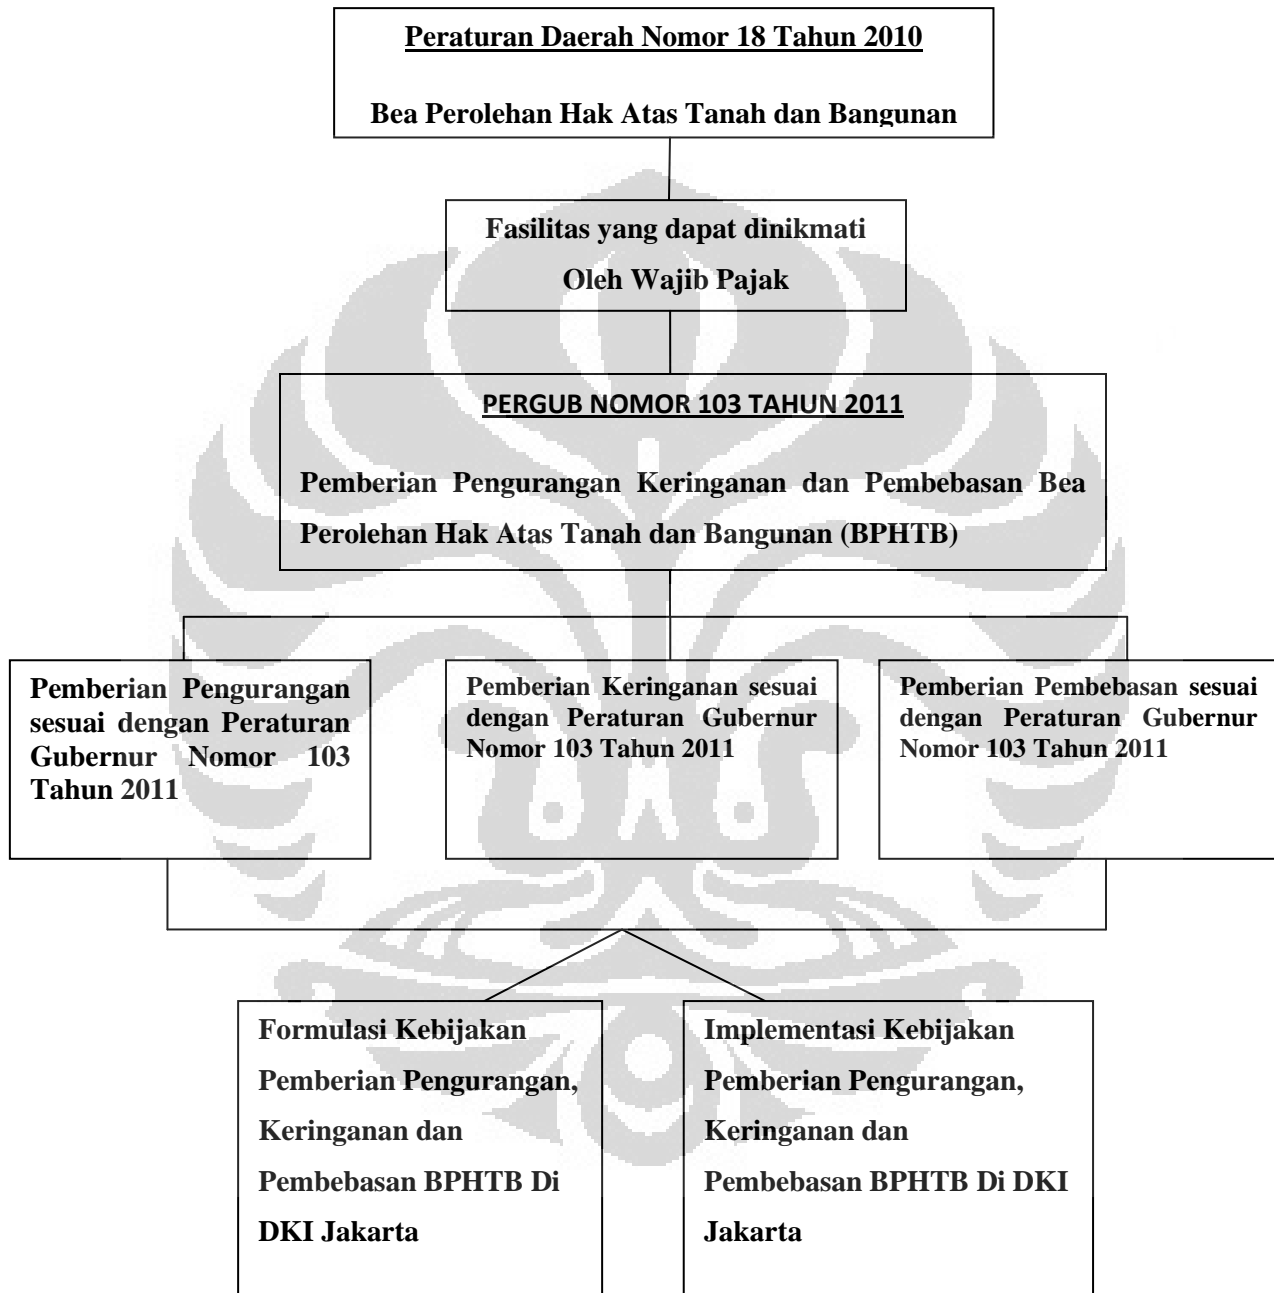 Peraturan Daerah Nomor 18 Tahun 2010
Bea Perolehan Hak Atas Tanah dan Bangunan
Fasilitas yang dapat dinikmati
Oleh Wajib Pajak
PERGUB NOMOR 103 TAHUN 2011
Pemberian Pengurangan Keringanan dan Pembebasan Bea
Perolehan Hak Atas Tanah dan Bangunan (BPHTB)
Pemberian Pengurangan
sesuai dengan Peraturan
Gubernur Nomor 103
Tahun 2011
Pemberian Keringanan sesuai
dengan Peraturan Gubernur
Nomor 103 Tahun 2011
Pemberian Pembebasan sesuai
dengan Peraturan Gubernur
Nomor 103 Tahun 2011
Formulasi Kebijakan
Pemberian Pengurangan,
Keringanan dan
Pembebasan BPHTB Di
DKI Jakarta
Implementasi Kebijakan
Pemberian Pengurangan,
Keringanan dan
Pembebasan BPHTB Di DKI
Jakarta